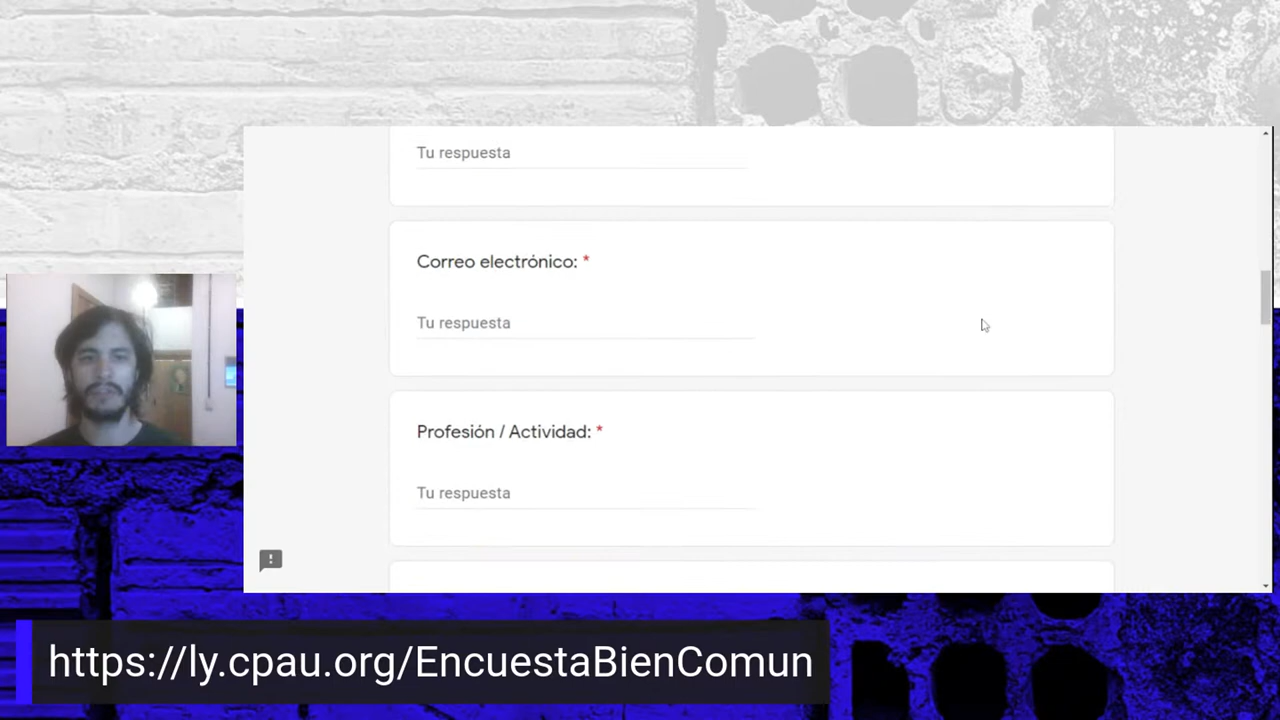 Tu respuesta
Correo electrónico: *
Tu respuesta
Profesión / Actividad: *
Tu respuesta
https://ly.cpau.org/EncuestaBienComun